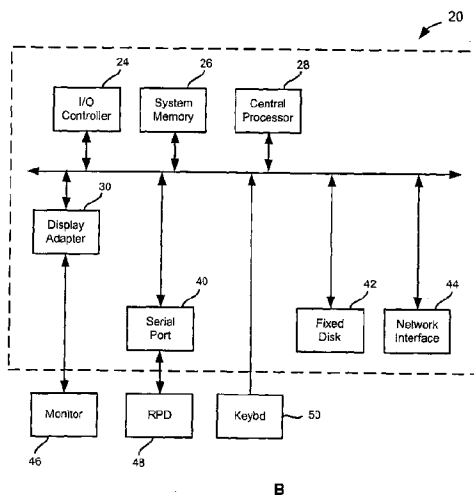 20
24
26
28
I/O
Controller
System
Memory
Central
Processor
30
Display
Adapter
40
42
44
Serial
Port
Fixed
Disk
Network
Interface
Monitor
RPD
Keybd
50
46
48
B